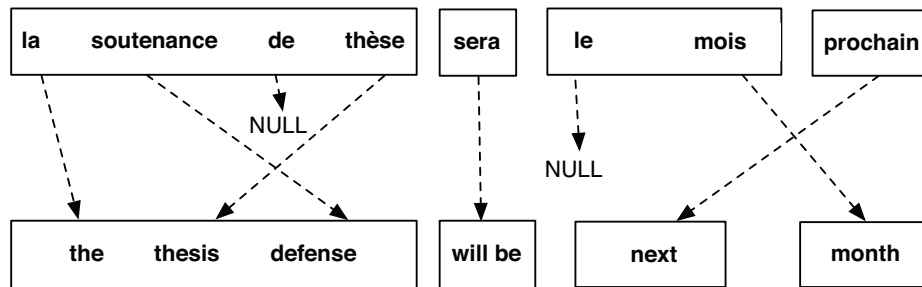 la soutenance de thèse sera le mois prochain
NULL
NULL
the thesis defense will be next month